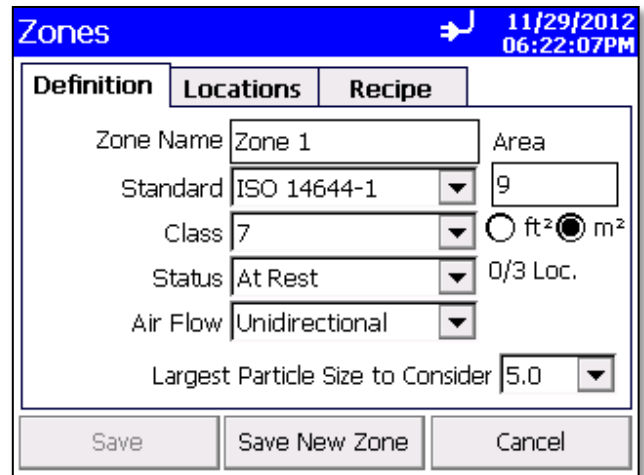 Zones
11/29/2012
06:22:07PM
Definition
Locations
Recipe
Zone Name Zone 1
Area
Standard ISO 14644-1
9
Class 7
ft² m²
Status At Rest
0/3 Loc.
Air Flow Unidirectional
Largest Particle Size to Consider 5.0
Save
Save New Zone
Cancel